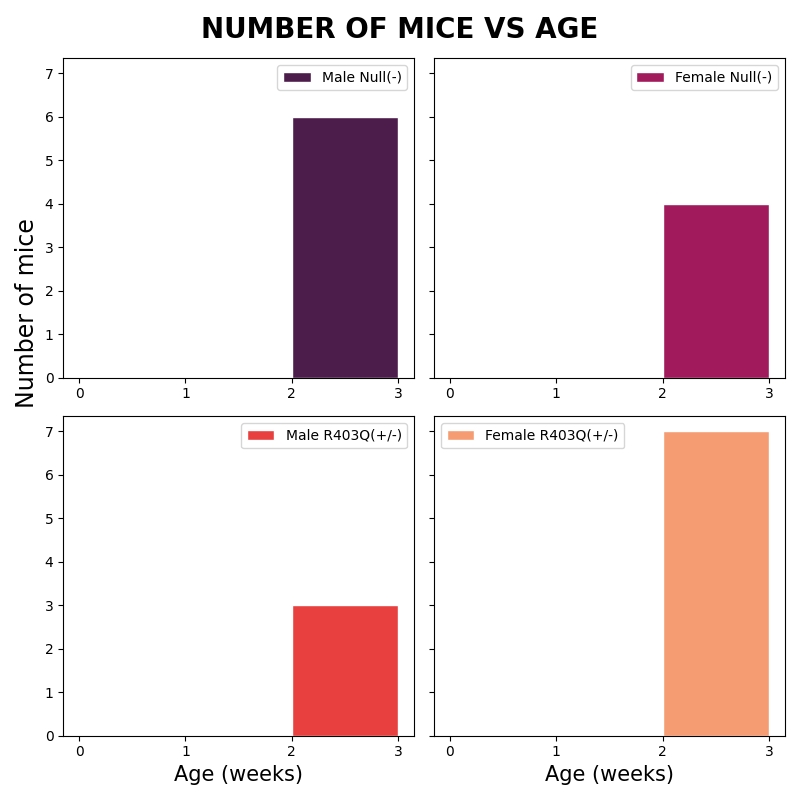 NUMBER OF MICE VS AGE
Number of mice
7
6
5
4
3
2
1
0
0 1 2 3
Male Null(-)
0 1 2 3
Female Null(-)
7
6
5
4
3
2
1
0
0 1 2 3
Male R403Q(+/-)
Age (weeks)
0 1 2 3
Female R403Q(+/-)
Age (weeks)